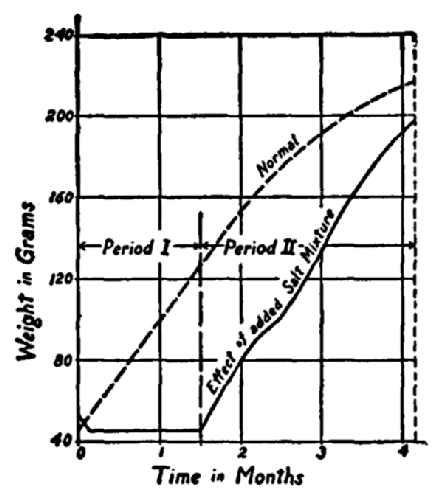 240
200
160
120
80
40
Weight in Grams
Normal
Period I
Period II
Effect of added Salt Mixture
0
1
2
3
4
Time in Months